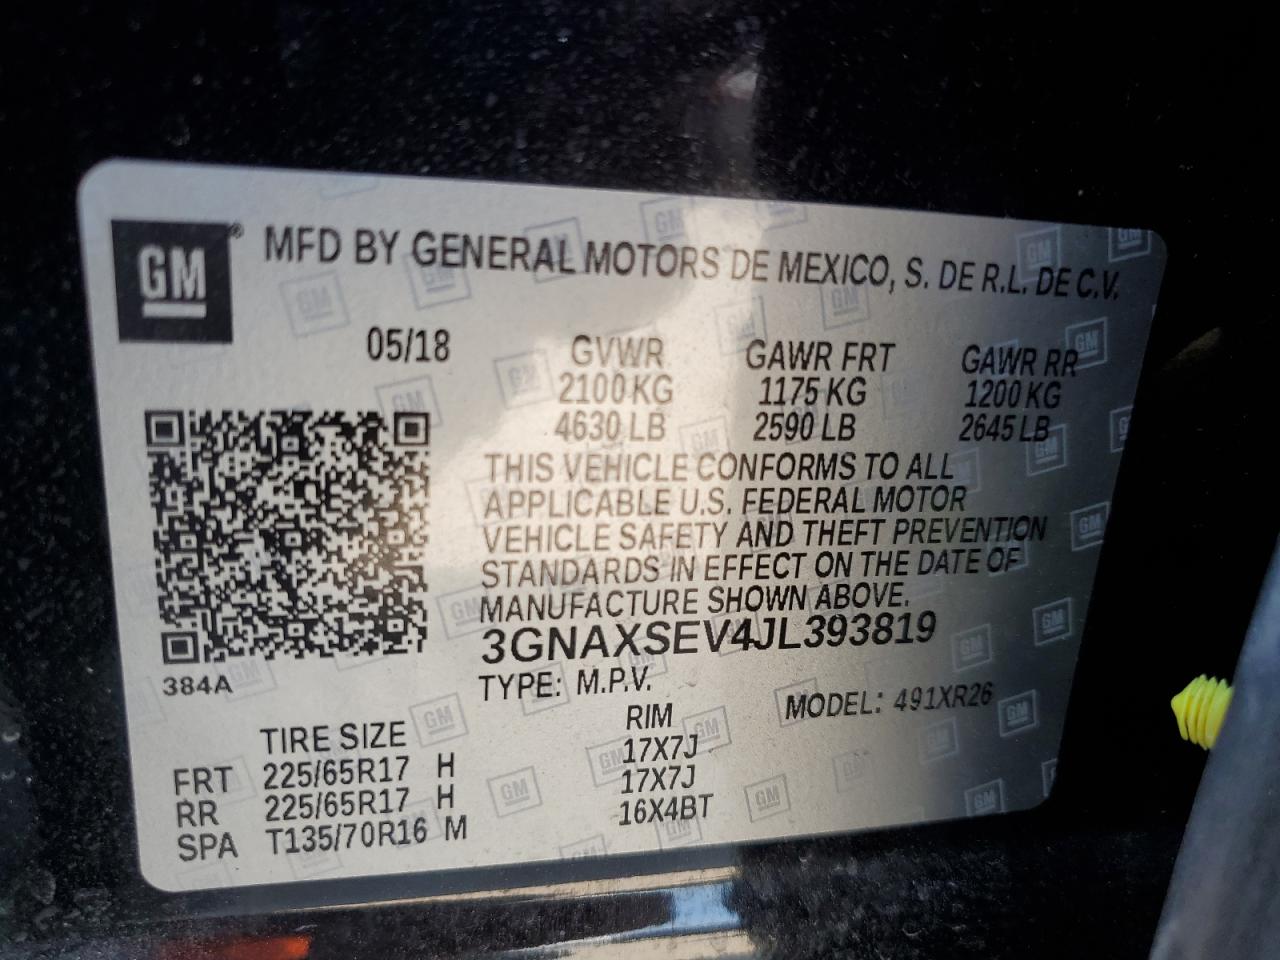 GM® MFD BY GENERAL MOTORS DE MEXICO, S. DE R.L. DE C.V.
05/18 GVWR GAWR FRT GAWR RR
2100 KG 1175 KG 1200 KG
4630 LB 2590 LB 2645 LB
THIS VEHICLE CONFORMS TO ALL
APPLICABLE U.S. FEDERAL MOTOR
VEHICLE SAFETY AND THEFT PREVENTION
STANDARDS IN EFFECT ON THE DATE OF
MANUFACTURE SHOWN ABOVE.
3GNAXSEV4JL393819
384A
TYPE: M.P.V. MODEL: 491XR26
TIRE SIZE RIM
FRT 225/65R17 H 17X7J
RR 225/65R17 H 17X7J
SPA T135/70R16 M 16X4BT